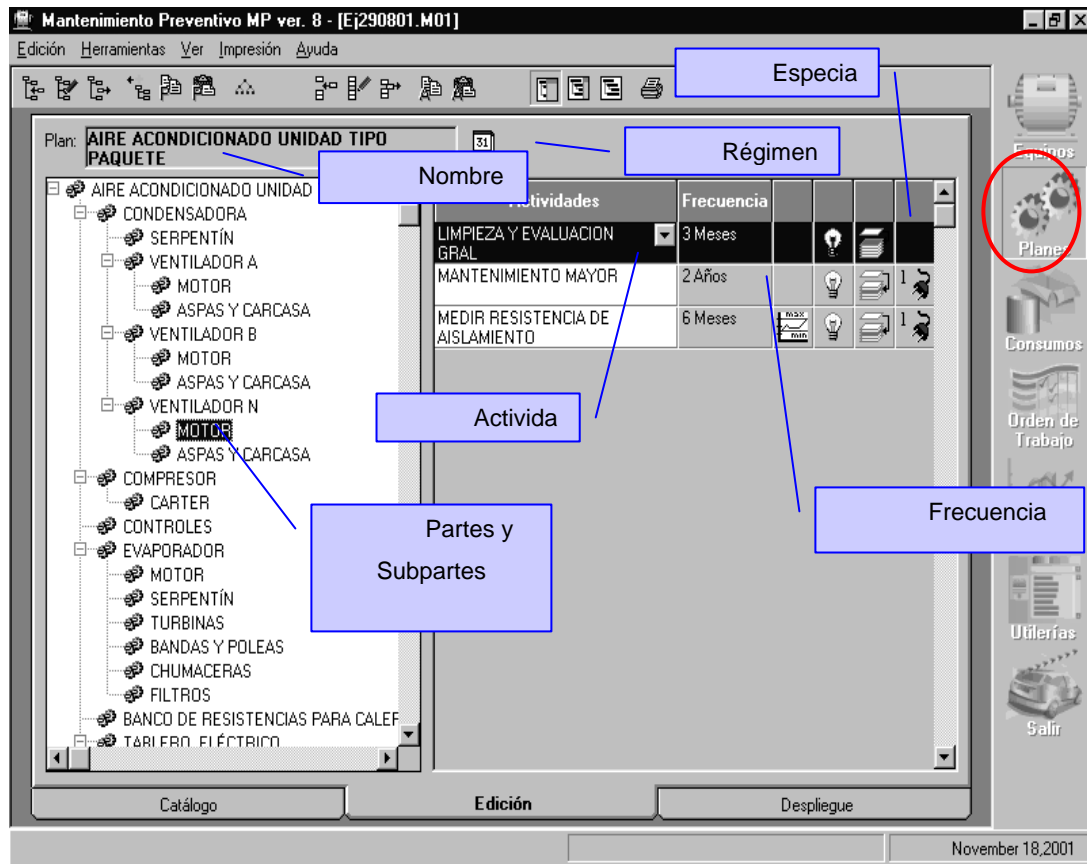 Mantenimiento Preventivo MP ver. 8 - [Ej290801.M01]
Edición Herramientas Ver Impresión Ayuda
Especia
Plan: AIRE ACONDICIONADO UNIDAD TIPO
PAQUETE
31
Régimen
Nombre
Equipos
Planes
Consumos
Orden de
Trabajo
Utilerías
Salir
AIRE ACONDICIONADO UNIDAD
CONDENSADORA
SERPENTÍN
VENTILADOR A
MOTOR
ASPAS Y CARCASA
VENTILADOR B
MOTOR
ASPAS Y CARCASA
VENTILADOR N
MOTOR
ASPAS Y CARCASA
COMPRESOR
CARTER
CONTROLES
EVAPORADOR
MOTOR
SERPENTÍN
TURBINAS
BANDAS Y POLEAS
CHUMACERAS
FILTROS
BANCO DE RESISTENCIAS PARA CALEF
TABLERO ELÉCTRICO
Actividades Frecuencia
LIMPIEZA Y EVALUACION
GRAL
3 Meses
MANTENIMIENTO MAYOR 2 Años 1
MEDIR RESISTENCIA DE
AISLAMIENTO
6 Meses max min 1
Activida
Frecuencia
Partes y
Subpartes
Catálogo Edición Despliegue
November 18,2001